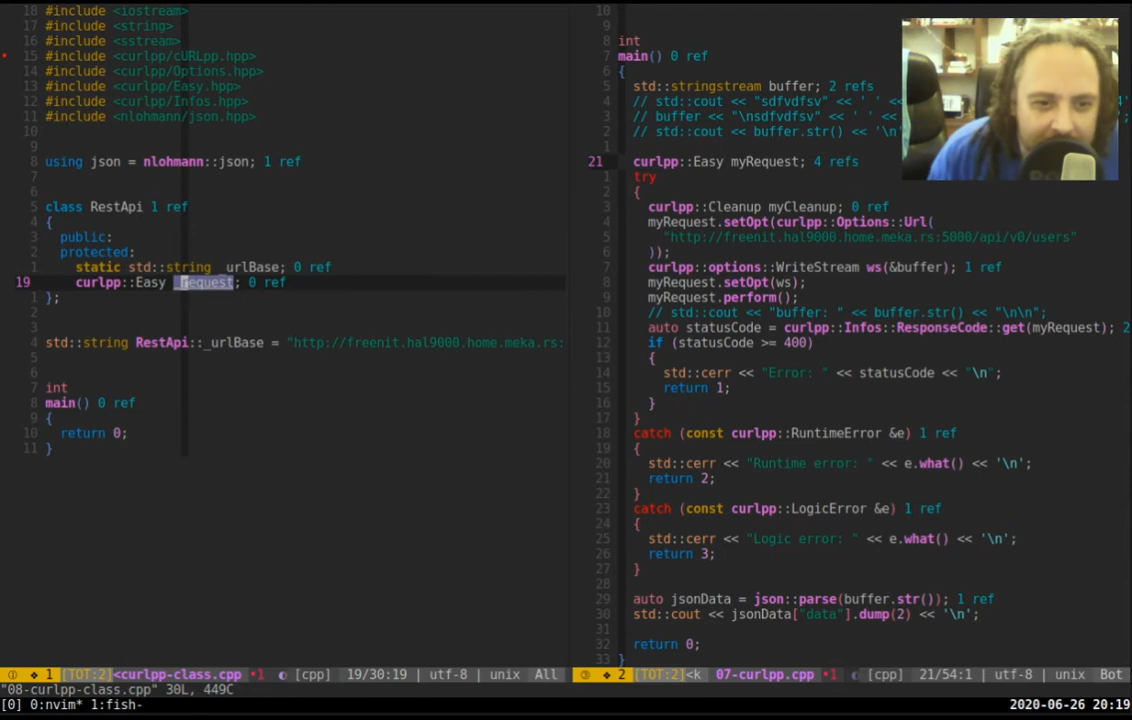 18 #include <iostream>
17 #include <string>
16 #include <sstream>
15 #include <curlpp/cURLpp.hpp>
14 #include <curlpp/Options.hpp>
13 #include <curlpp/Easy.hpp>
12 #include <curlpp/Infos.hpp>
11 #include <nlohmann/json.hpp>
10
9
8 using json = nlohmann::json; 1 ref
7
6
5 class RestApi 1 ref
4 {
3 public:
2 protected:
1 static std::string _urlBase; 0 ref
19 curlpp::Easy _request; 0 ref
1 };
2
3
4 std::string RestApi::_urlBase = "http://freenit.hal9000.home.meka.rs:
5
6
7 int
8 main() 0 ref
9 {
10 return 0;
11 }
① ❖ 1 [TOT:2]<curlpp-class.cpp •1 [cpp] 19/30:19 | utf-8 | unix All
10
9
8 int
7 main() 0 ref
6 {
5 std::stringstream buffer; 2 refs
4 // std::cout << "sdfvdfsv" << ' ' <
3 // buffer << "\nsdfvdfsv" << ' ' <
2 // std::cout << buffer.str() << '\n
1
21 curlpp::Easy myRequest; 4 refs
1 try
2 {
3 curlpp::Cleanup myCleanup; 0 ref
4 myRequest.setOpt(curlpp::Options::Url(
5 "http://freenit.hal9000.home.meka.rs:5000/api/v0/users"
6 ));
7 curlpp::options::WriteStream ws(&buffer); 1 ref
8 myRequest.setOpt(ws);
9 myRequest.perform();
10 // std::cout << "buffer: " << buffer.str() << "\n\n";
11 auto statusCode = curlpp::Infos::ResponseCode::get(myRequest); 2
12 if (statusCode >= 400)
13 {
14 std::cerr << "Error: " << statusCode << "\n";
15 return 1;
16 }
17 }
18 catch (const curlpp::RuntimeError &e) 1 ref
19 {
20 std::cerr << "Runtime error: " << e.what() << '\n';
21 return 2;
22 }
23 catch (const curlpp::LogicError &e) 1 ref
24 {
25 std::cerr << "Logic error: " << e.what() << '\n';
26 return 3;
27 }
28
29 auto jsonData = json::parse(buffer.str()); 1 ref
30 std::cout << jsonData["data"].dump(2) << '\n';
31
32 return 0;
33 }
③ ❖ 2 [TOT:2]<k 07-curlpp.cpp •1 [cpp] 21/54:1 | utf-8 | unix Bot
"08-curlpp-class.cpp" 30L, 449C
[0] 0:nvim* 1:fish- 2020-06-26 20:19